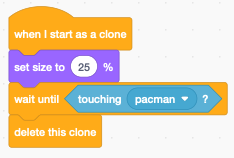 when I start as a clone
set size to 25 %
wait until touching pacman ?
delete this clone